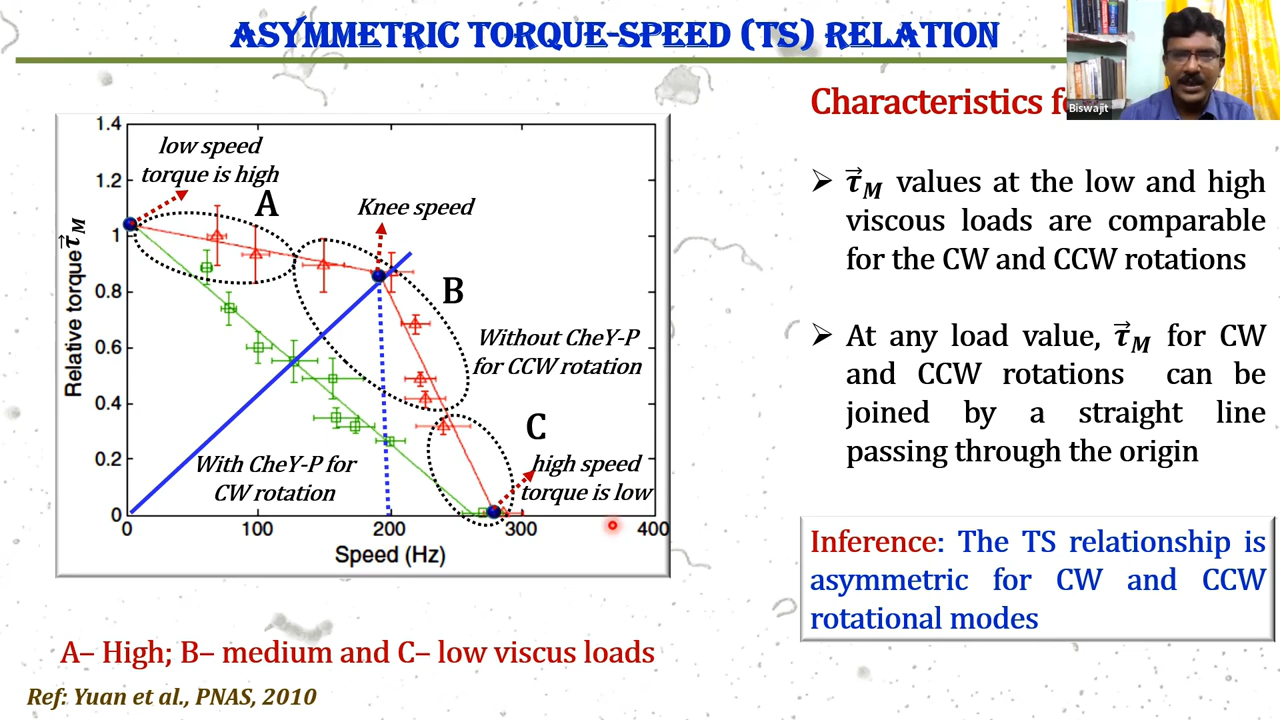 ASYMMETRIC TORQUE-SPEED (TS) RELATION
Biswajit
Characteristics
1.4
1.2
1
0.8
0.6
0.4
0.2
0
0
100
200
300
400
Relative torque τ⃗_M
Speed (Hz)
low speed
torque is high
A
Knee speed
B
Without CheY-P
for CCW rotation
C
With CheY-P for
CW rotation
high speed
torque is low
➢ τ⃗_M values at the low and high
viscous loads are comparable
for the CW and CCW rotations
➢ At any load value, τ⃗_M for CW
and CCW rotations can be
joined by a straight line
passing through the origin
Inference: The TS relationship is
asymmetric for CW and CCW
rotational modes
A– High; B– medium and C– low viscus loads
Ref: Yuan et al., PNAS, 2010